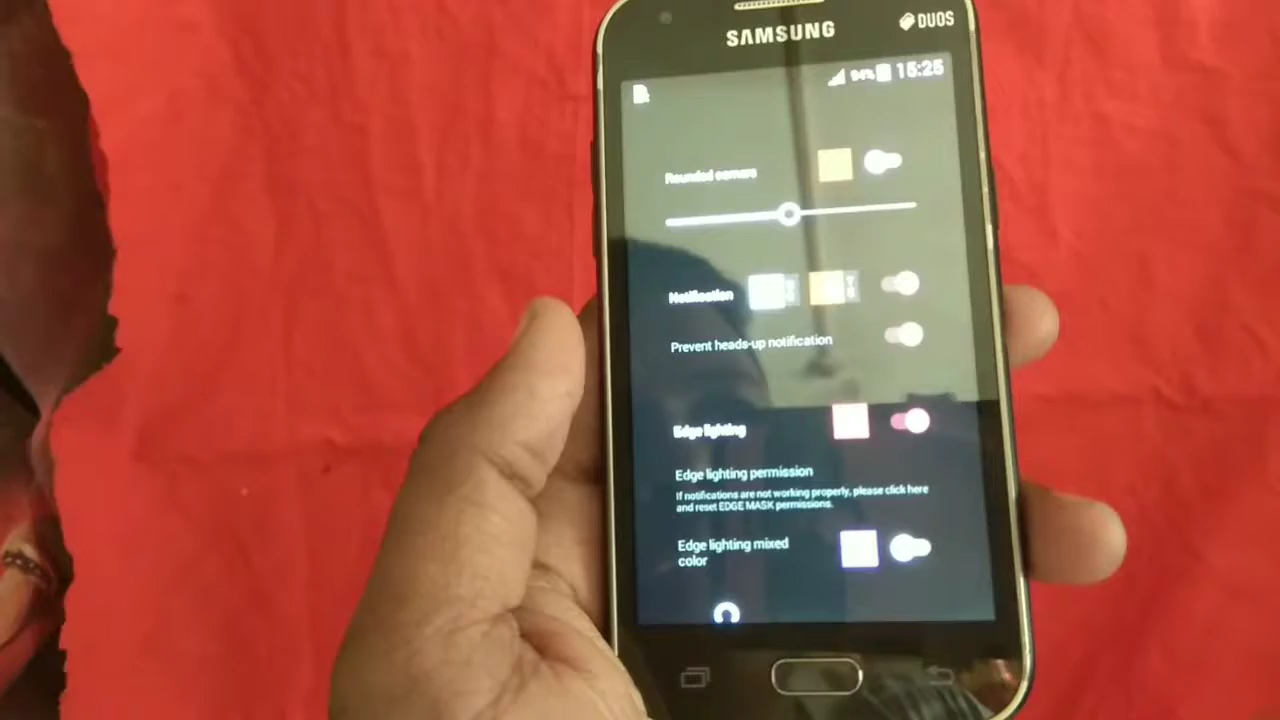 SAMSUNG
DUOS
94% 15:25
Rounded corners
Notification
Prevent heads-up notification
Edge lighting
Edge lighting permission
If notifications are not working properly, please click here
and reset EDGE MASK permissions.
Edge lighting mixed
color